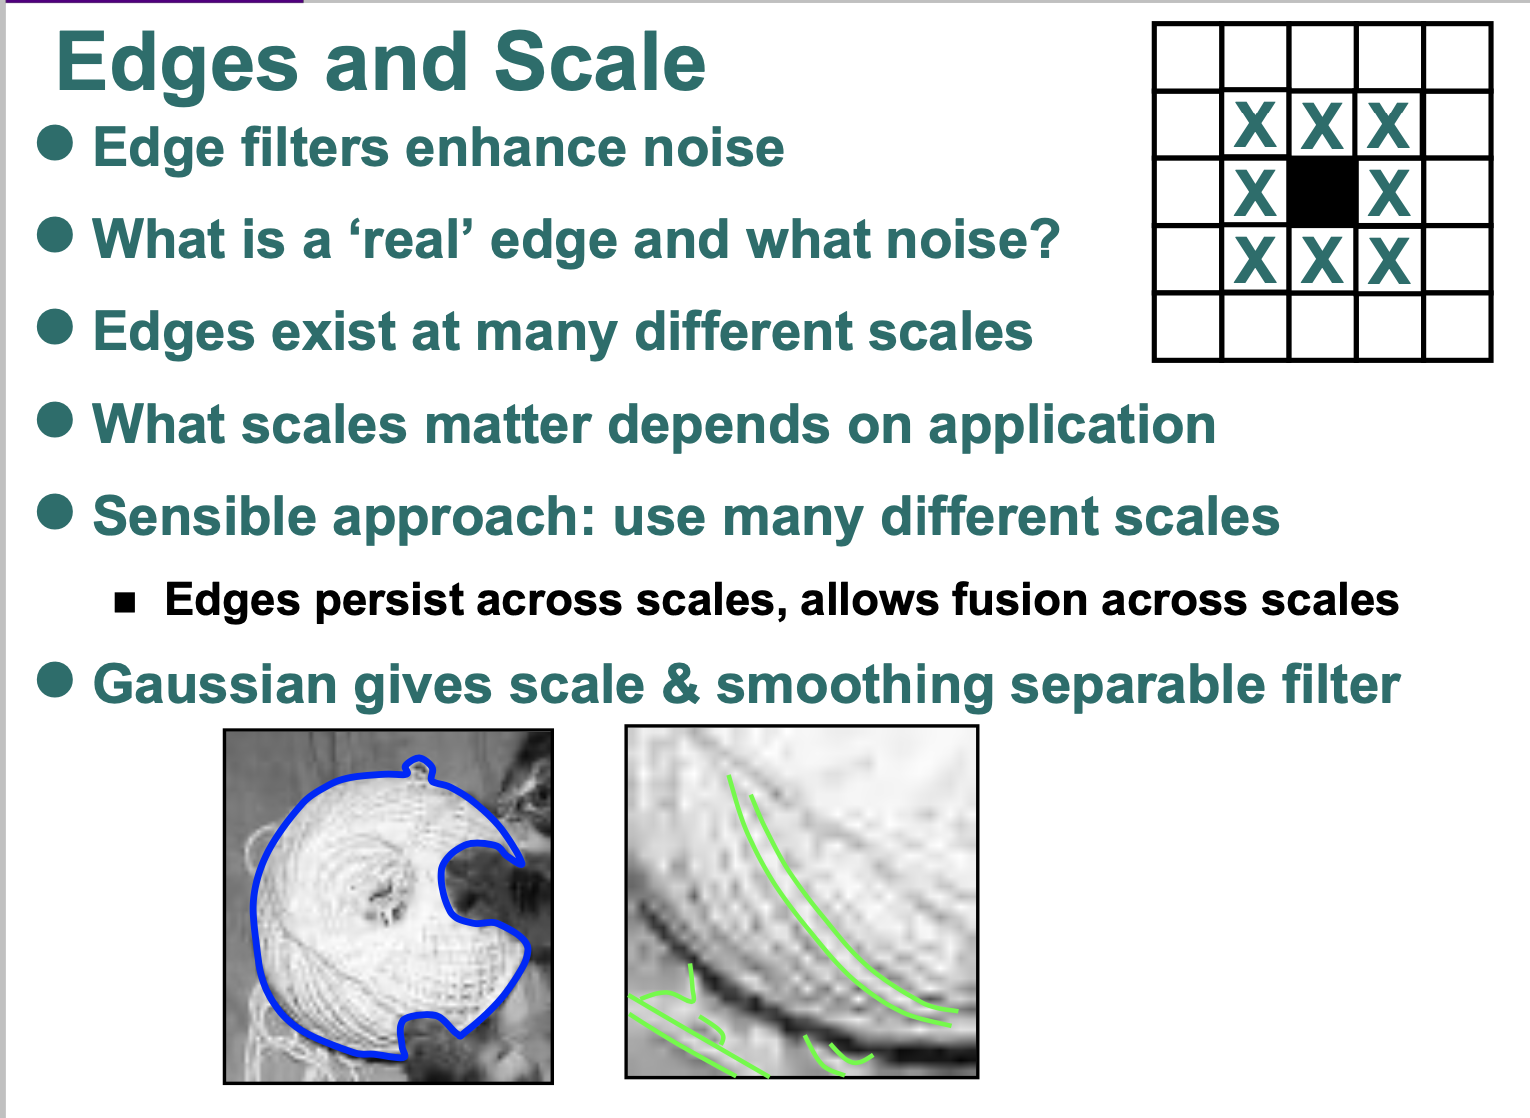 Edges and Scale
Edge filters enhance noise
What is a ‘real’ edge and what noise?
Edges exist at many different scales
What scales matter depends on application
Sensible approach: use many different scales
Edges persist across scales, allows fusion across scales
Gaussian gives scale & smoothing separable filter
X X X
X X
X X X